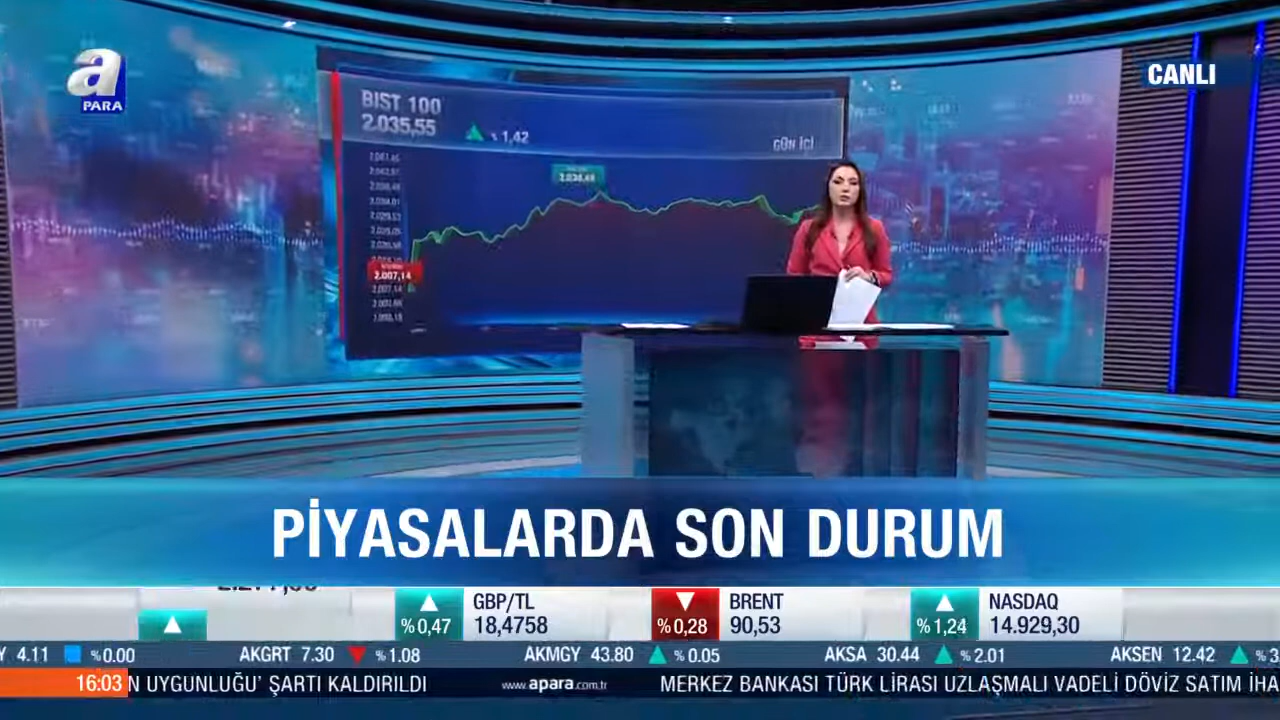 a
PARA
CANLI
BIST 100
2.035,55
% 1,42
GÜN İÇİ
2.007,14
2.007,14
PİYASALARDA SON DURUM
GBP/TL
% 0,47 18,4758
BRENT
% 0,28 90,53
NASDAQ
% 1,24 14.929,30
Y 4.11 %0.00 AKGRT 7.30 %1.08 AKMGY 43.80 % 0.05 AKSA 30.44 % 2.01 AKSEN 12.42 % 3
16:03 N UYGUNLUĞU' ŞARTI KALDIRILDI www.apara.com.tr MERKEZ BANKASI TÜRK LİRASI UZLAŞMALI VADELİ DÖVİZ SATIM İHA